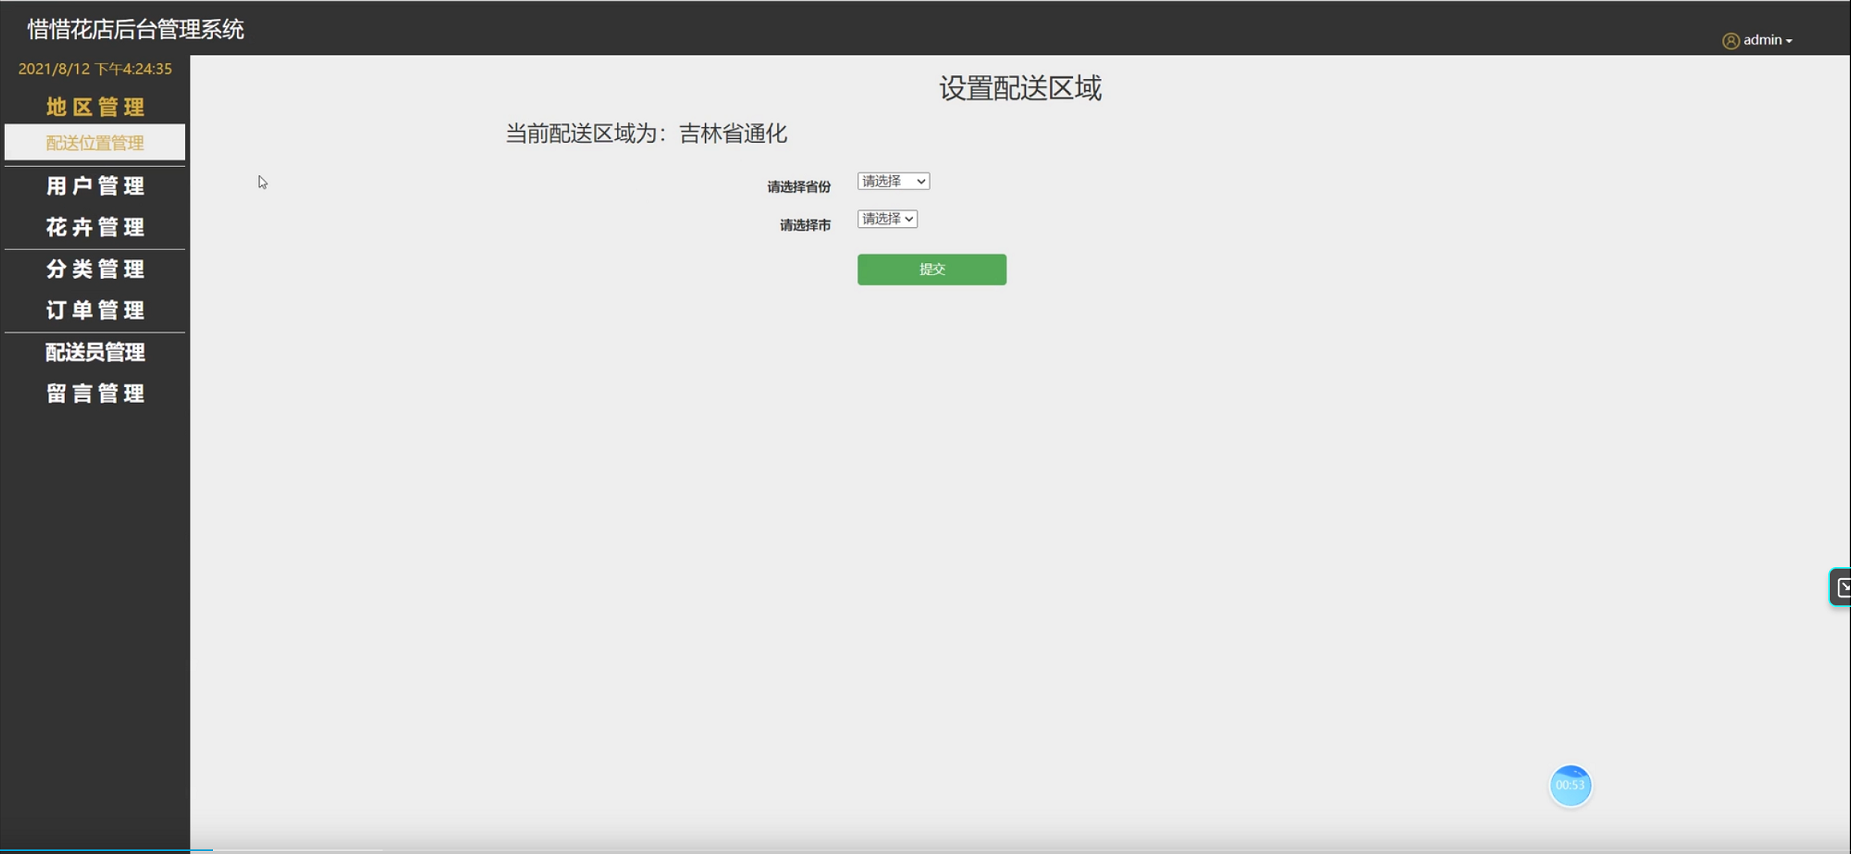 惜惜花店后台管理系统
admin
2021/8/12 下午4:24:35
地区管理
配送位置管理
用户管理
花卉管理
分类管理
订单管理
配送员管理
留言管理
设置配送区域
当前配送区域为：吉林省通化
请选择省份 请选择
请选择市 请选择
提交
00:53